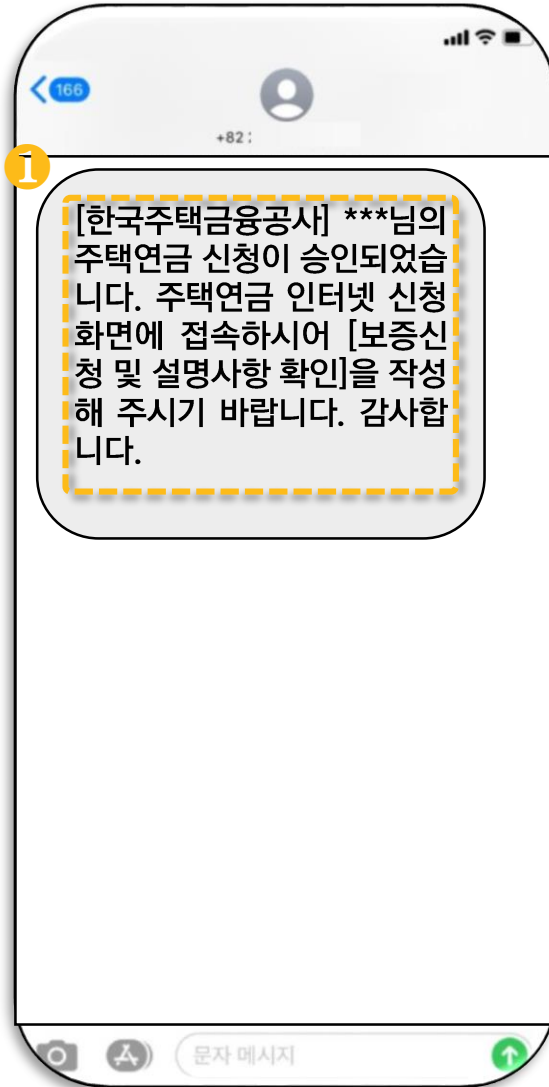 166
+82 :
1
[한국주택금융공사] ***님의
주택연금 신청이 승인되었습
니다. 주택연금 인터넷 신청
화면에 접속하시어 [보증신
청 및 설명사항 확인]을 작성
해 주시기 바랍니다. 감사합
니다.
문자 메시지